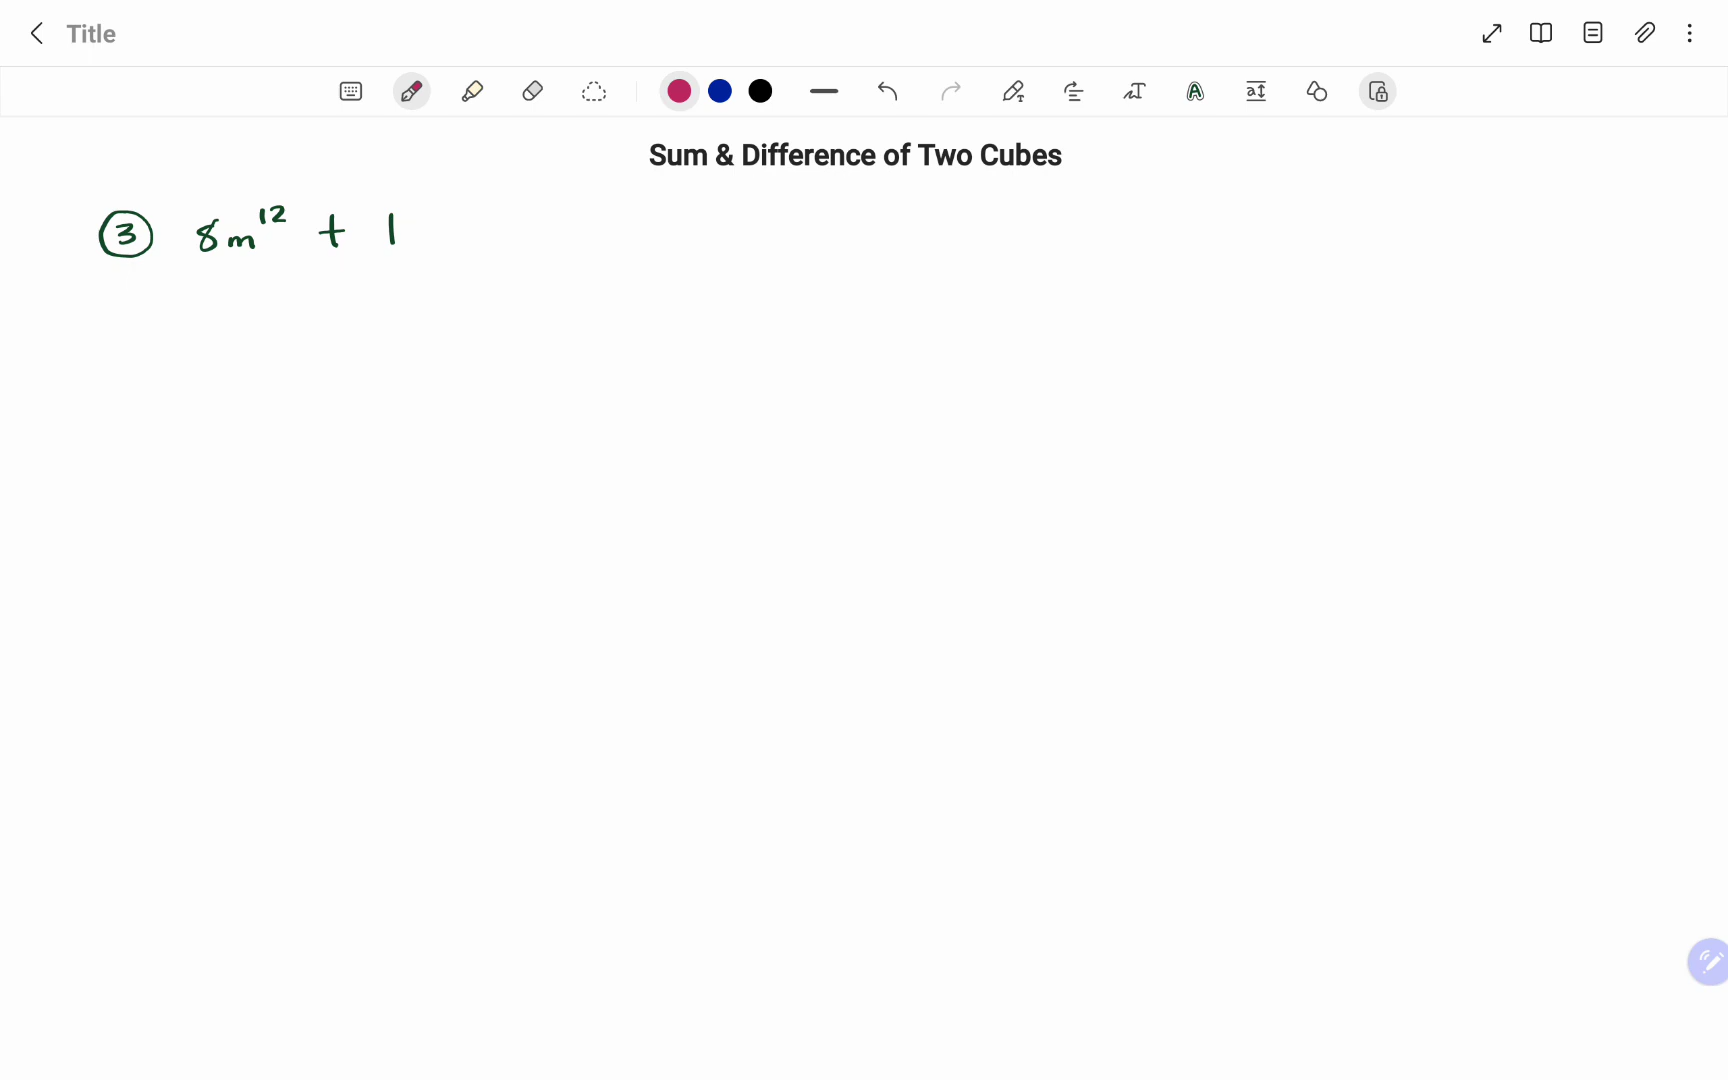 Title
Sum & Difference of Two Cubes
③ 8m¹² + 1